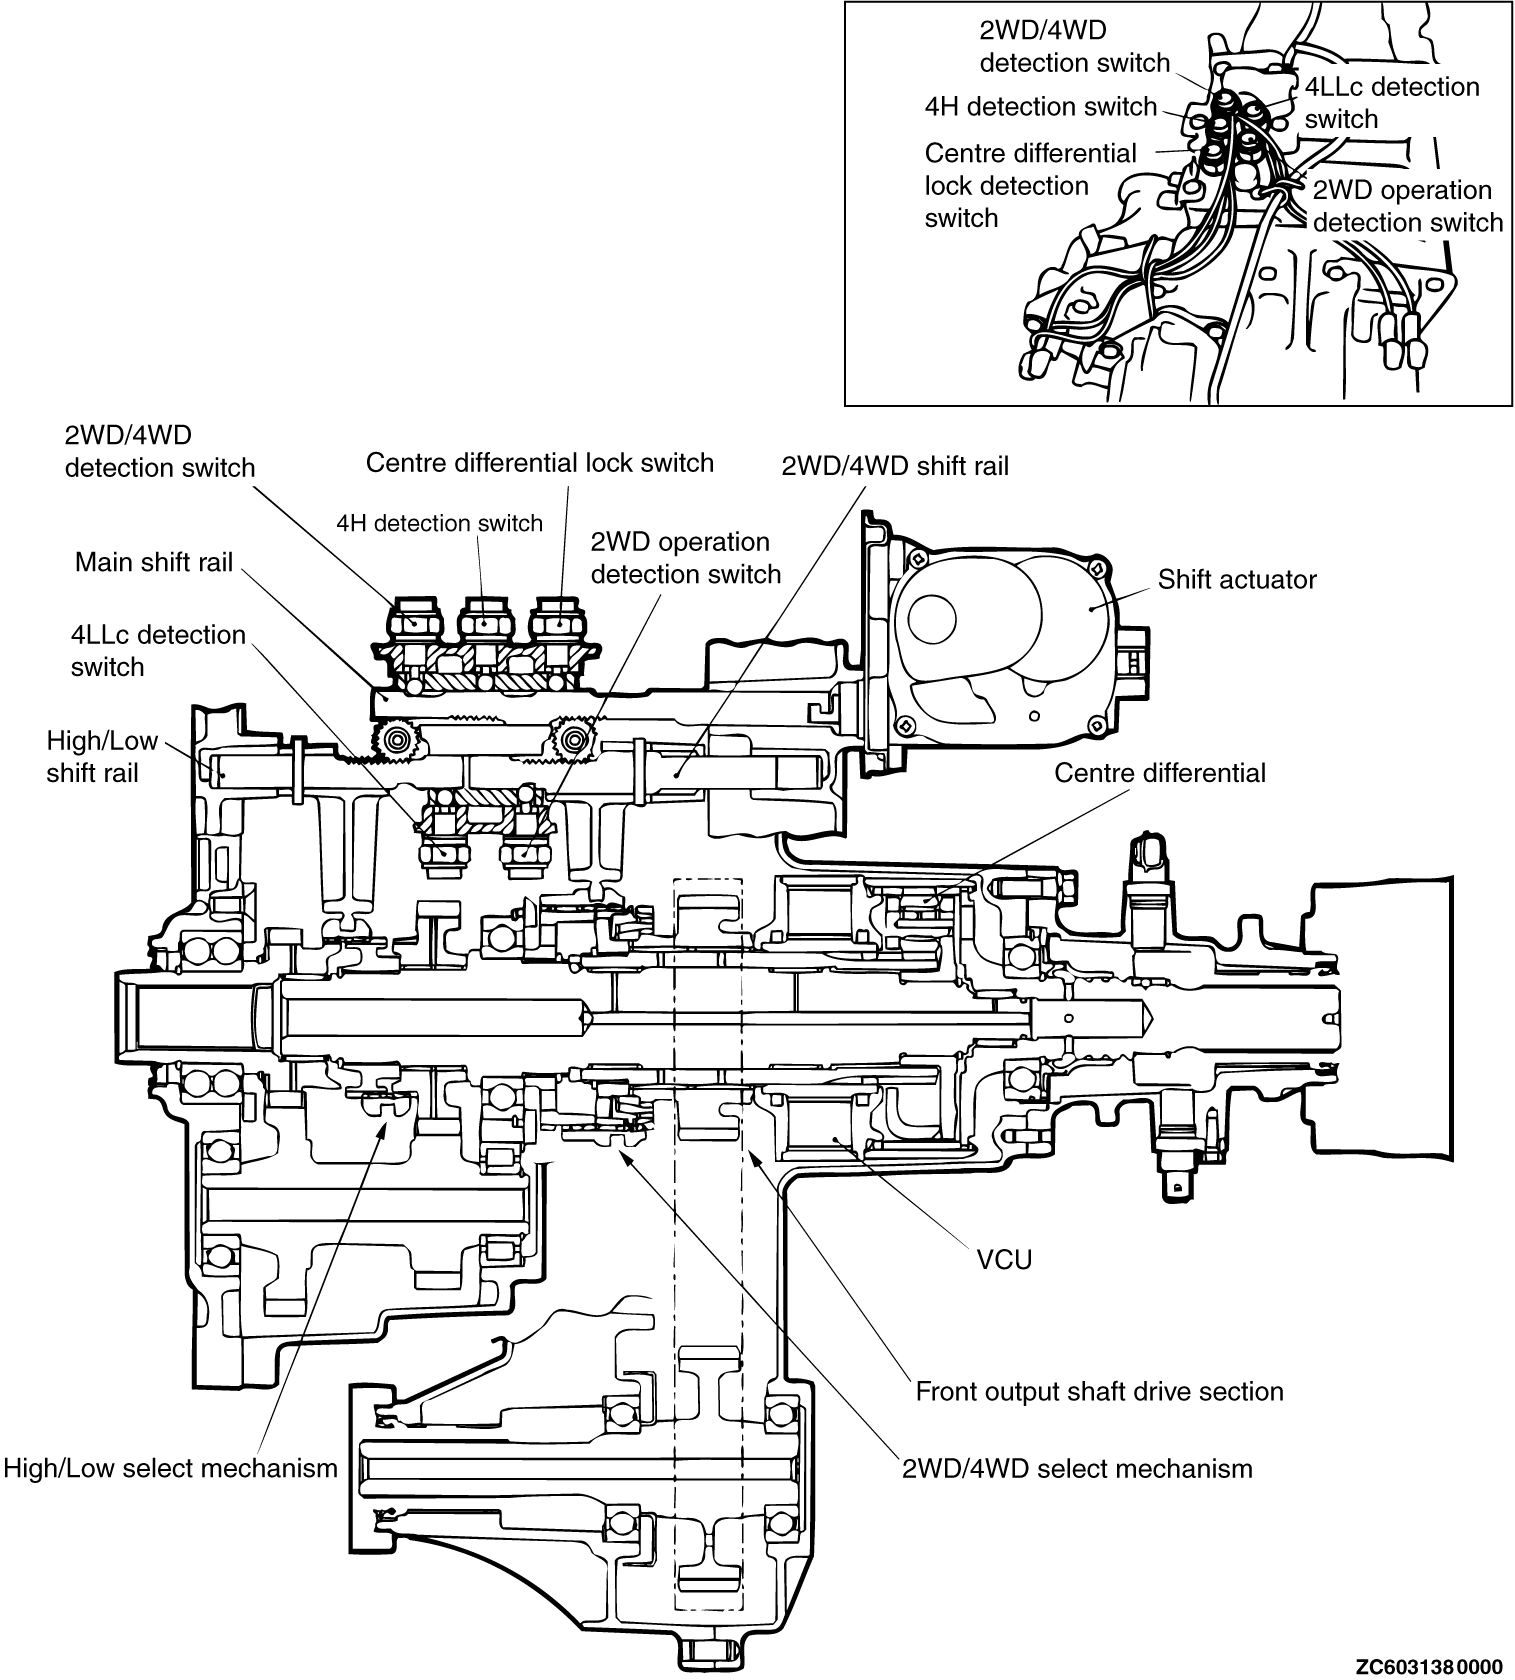 2WD/4WD
detection switch
4H detection switch
Centre differential
lock detection
switch
4LLc detection
switch
2WD operation
detection switch
2WD/4WD
detection switch
Centre differential lock switch
2WD/4WD shift rail
4H detection switch
2WD operation
detection switch
Main shift rail
Shift actuator
4LLc detection
switch
High/Low
shift rail
Centre differential
VCU
Front output shaft drive section
High/Low select mechanism
2WD/4WD select mechanism
ZC6031380000